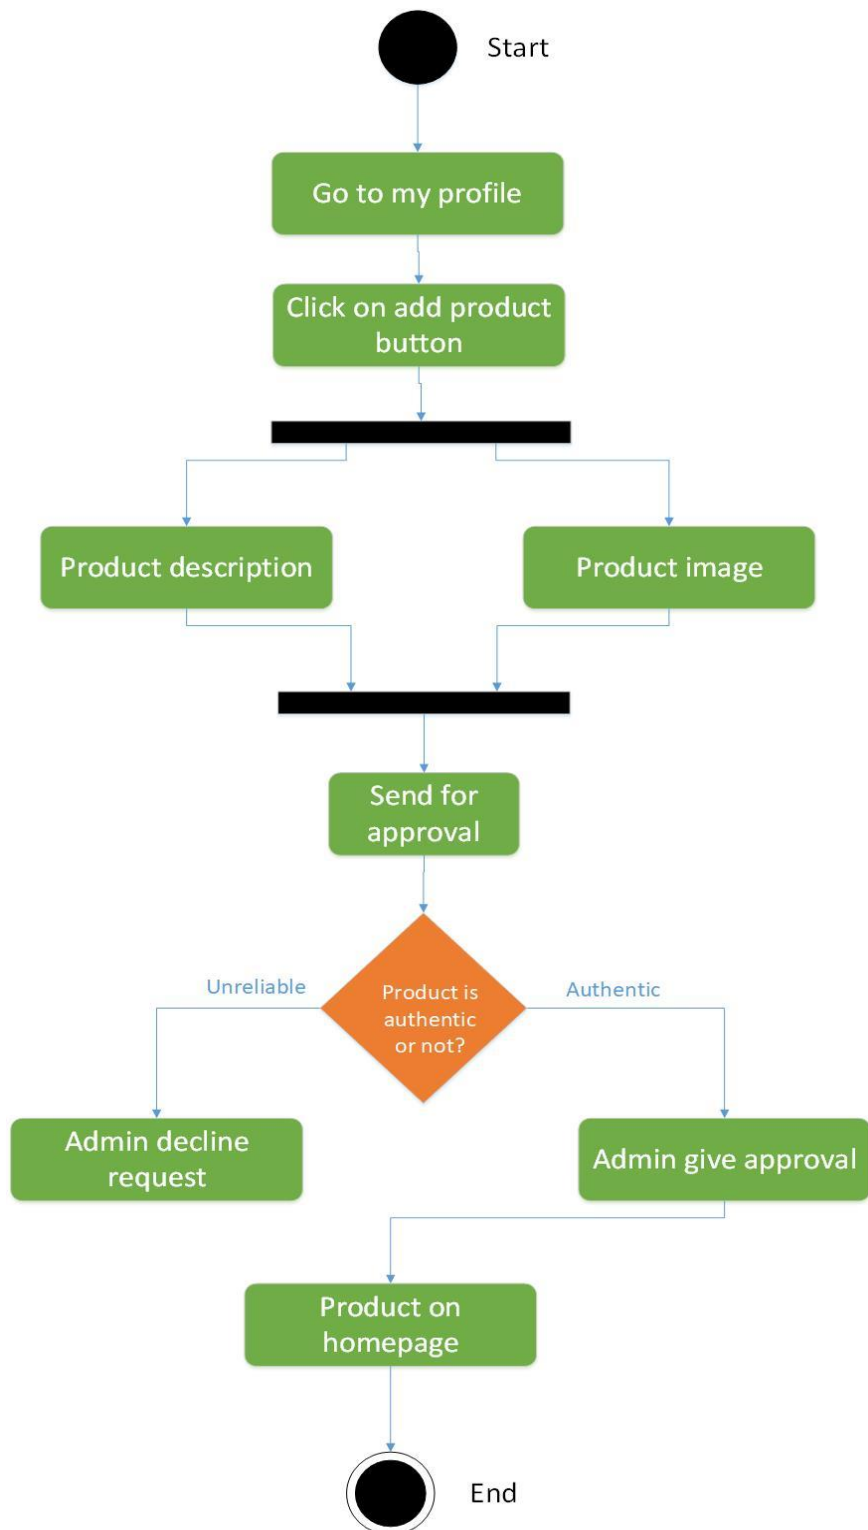 Start
Go to my profile
Click on add product
button
Product description
Product image
Send for
approval
Unreliable
Product is
authentic
or not?
Authentic
Admin decline
request
Admin give approval
Product on
homepage
End